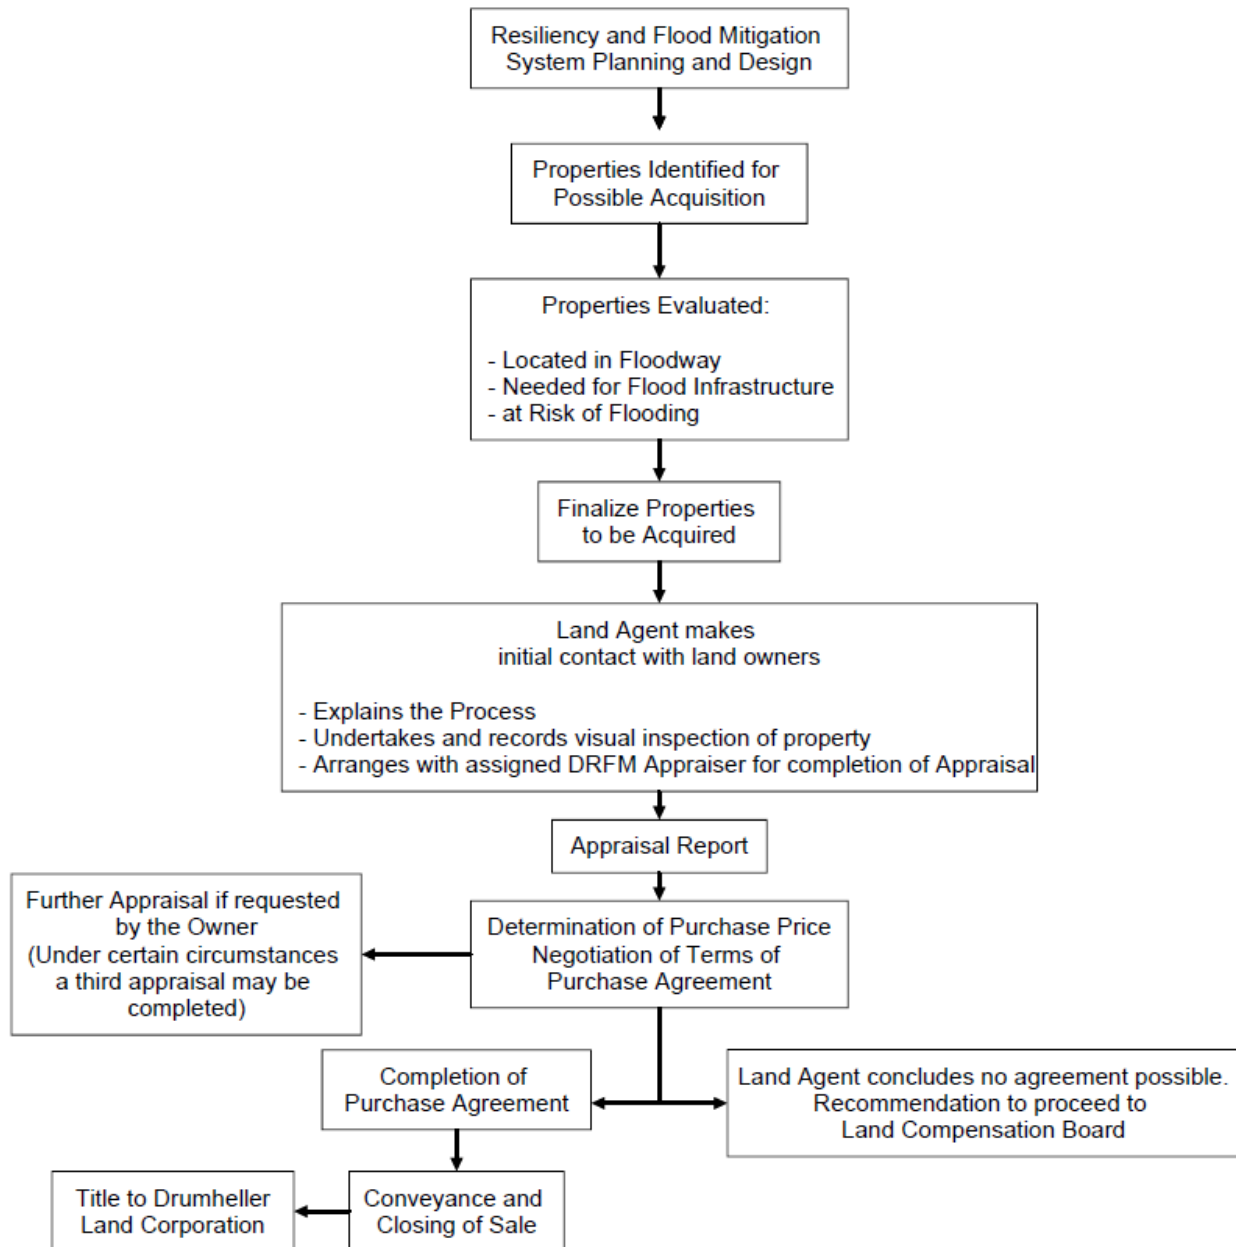 Resiliency and Flood Mitigation
System Planning and Design
Properties Identified for
Possible Acquisition
Properties Evaluated:
- Located in Floodway
- Needed for Flood Infrastructure
- at Risk of Flooding
Finalize Properties
to be Acquired
Land Agent makes
initial contact with land owners
- Explains the Process
- Undertakes and records visual inspection of property
- Arranges with assigned DRFM Appraiser for completion of Appraisal
Appraisal Report
Further Appraisal if requested
by the Owner
(Under certain circumstances
a third appraisal may be
completed)
Determination of Purchase Price
Negotiation of Terms of
Purchase Agreement
Completion of
Purchase Agreement
Land Agent concludes no agreement possible.
Recommendation to proceed to
Land Compensation Board
Title to Drumheller
Land Corporation
Conveyance and
Closing of Sale